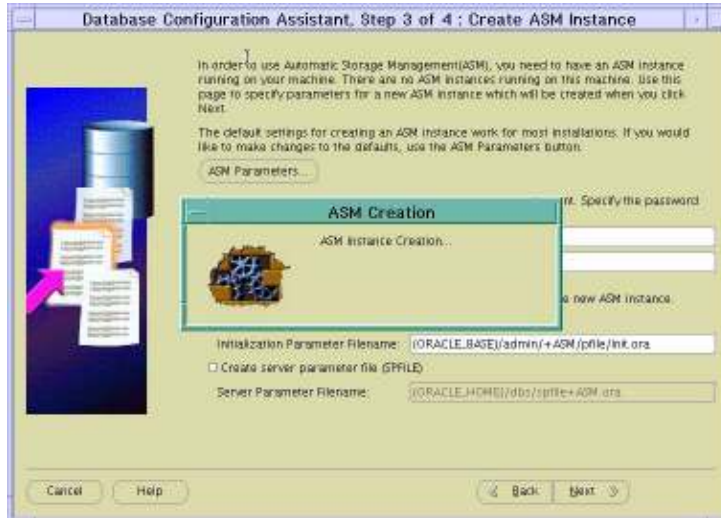 Database Configuration Assistant, Step 3 of 4 : Create ASM Instance
In order to use Automatic Storage Management(ASM), you need to have an ASM instance
running on your machine. There are no ASM instances running on this machine. Use this
page to specify parameters for a new ASM instance which will be created when you click
Next.
The default settings for creating an ASM instance work for most installations. If you would
like to make changes to the defaults, use the ASM Parameters button.
ASM Parameters...
nt. Specify the password
ASM Creation
ASM Instance Creation...
e new ASM instance.
Initialization Parameter Filename:
{ORACLE_BASE}/admin/+ASM/pfile/init.ora
Create server parameter file (SPFILE)
Server Parameter Filename:
{ORACLE_HOME}/dbs/spfile+ASM.ora
Cancel
Help
Back
Next